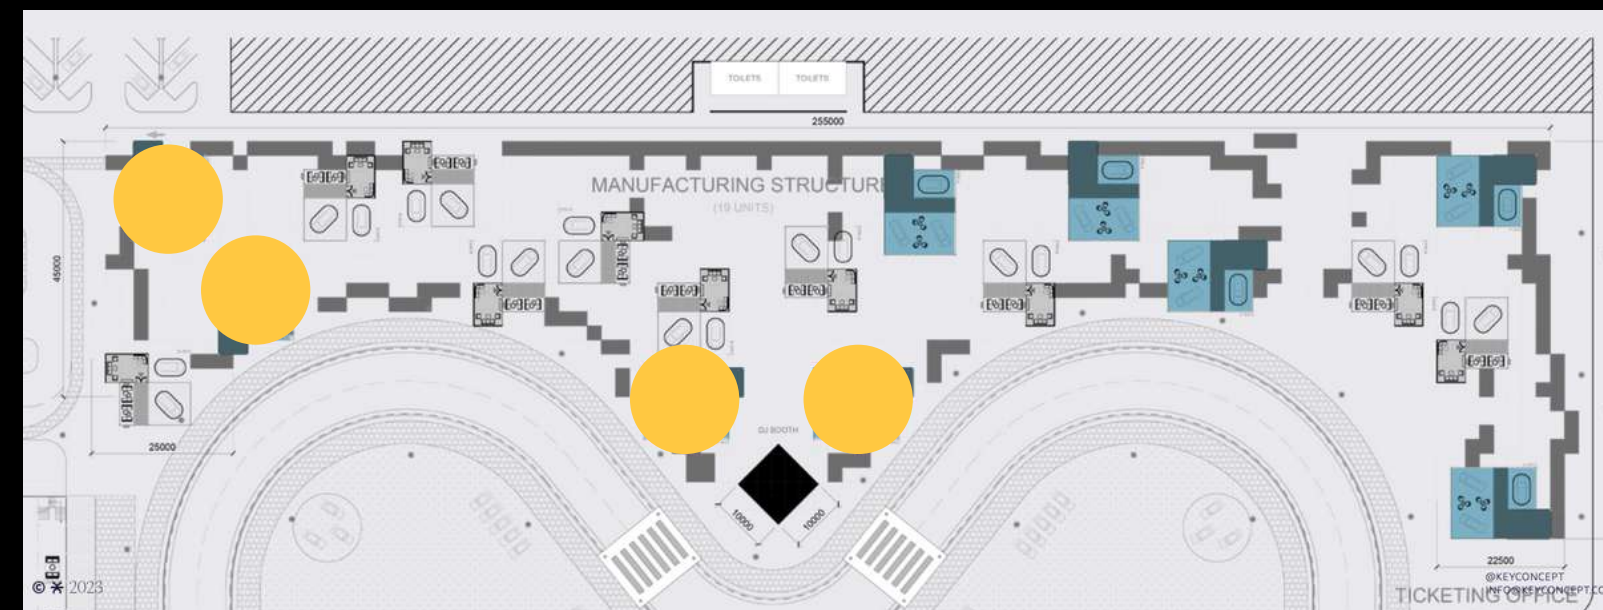 TOILETS TOILETS
255000
MANUFACTURING STRUCTURE
(19 UNITS)
45000
25000
DJ BOOTH
10000 10000
22500
@KEYCONCEPT
© 2023
TICKETING OFFICE